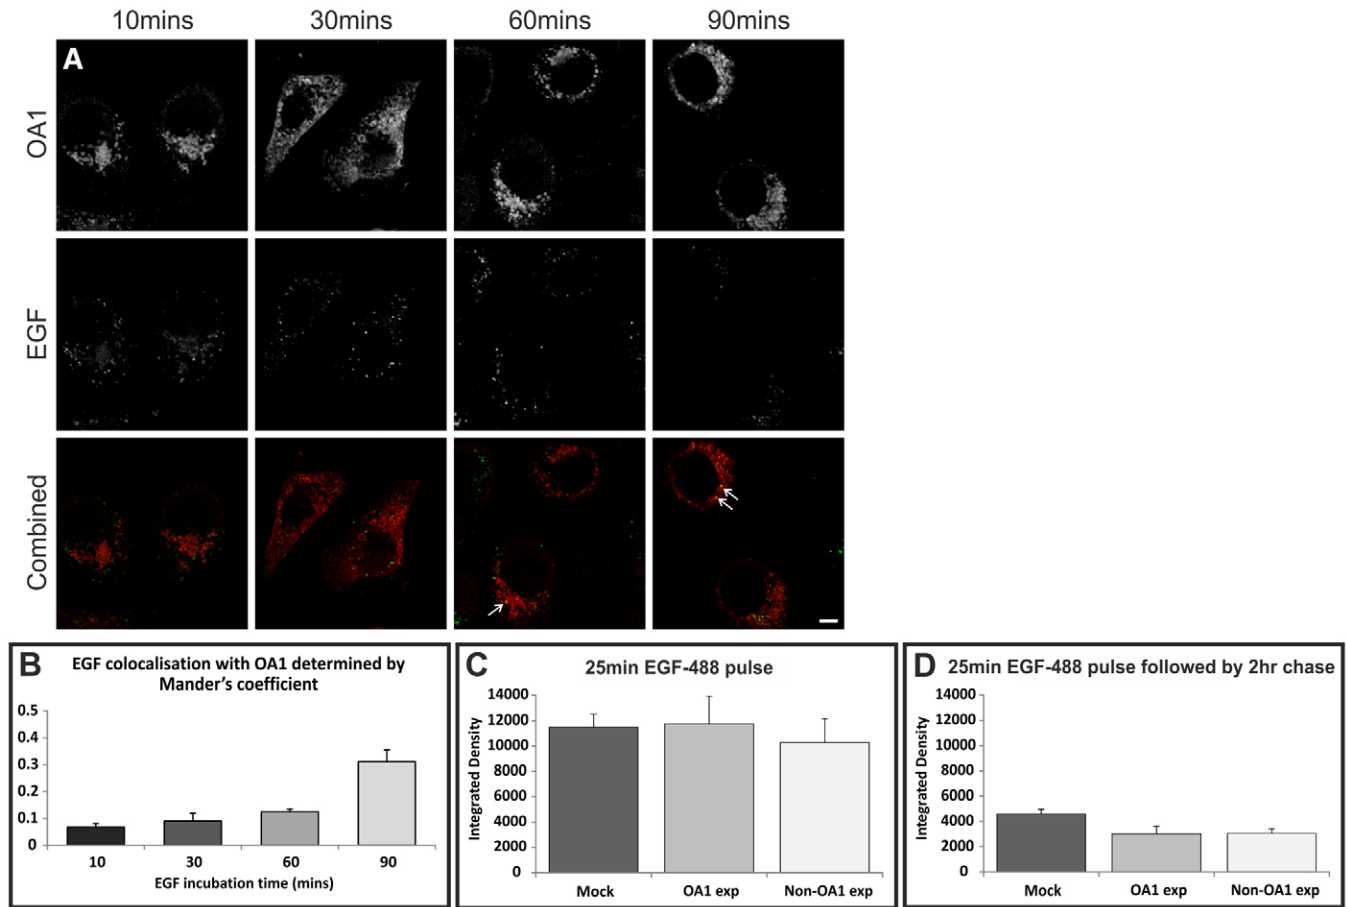 10mins 30mins 60mins 90mins
A
OA1
EGF
Combined
B
EGF colocalisation with OA1 determined by
Mander's coefficient
0.5
0.4
0.3
0.2
0.1
0
10 30 60 90
EGF incubation time (mins)
C
25min EGF-488 pulse
Integrated Density
14000
12000
10000
8000
6000
4000
2000
0
Mock OA1 exp Non-OA1 exp
D
25min EGF-488 pulse followed by 2hr chase
Integrated Density
14000
12000
10000
8000
6000
4000
2000
0
Mock OA1 exp Non-OA1 exp